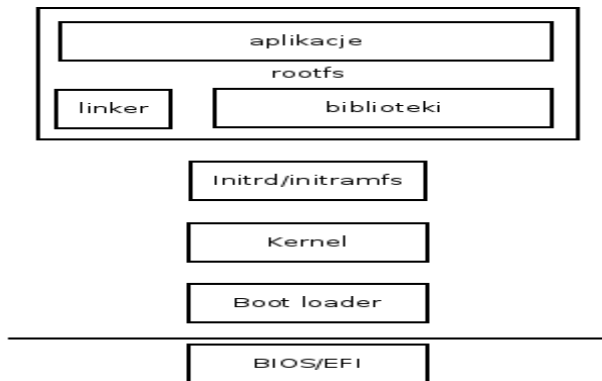 aplikacje
rootfs
linker
biblioteki
Initrd/initramfs
Kernel
Boot loader
BIOS/EFI